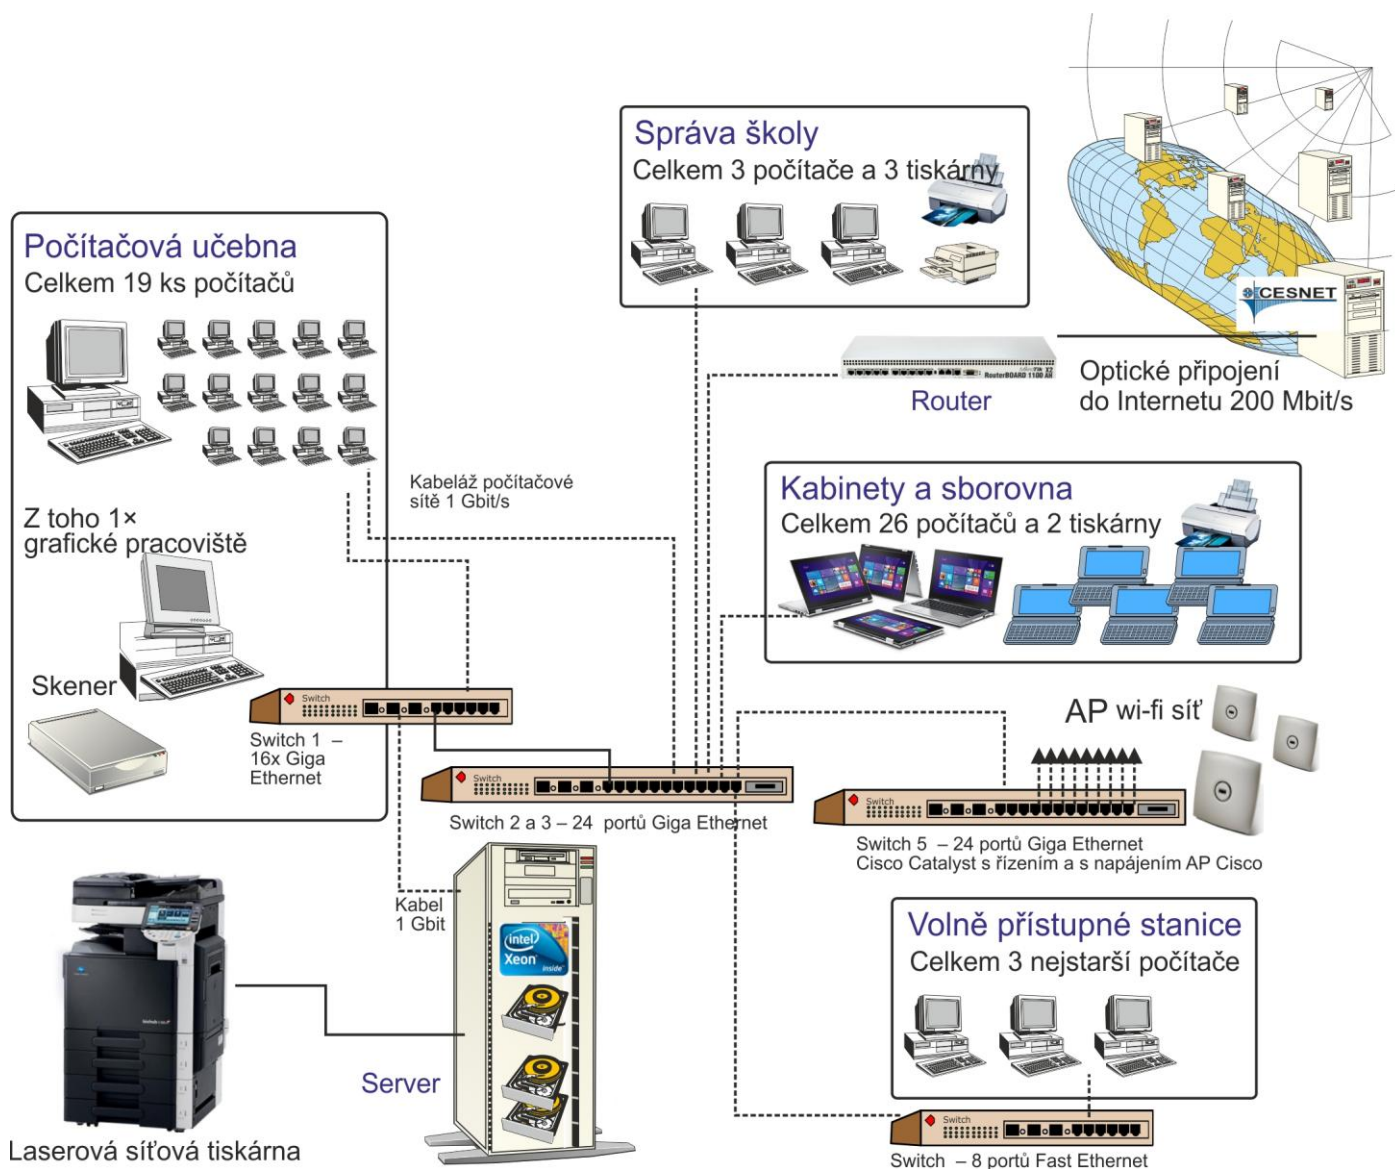 Správa školy
Celkem 3 počítače a 3 tiskárny
Počítačová učebna
Celkem 19 ks počítačů
CESNET
RouterBOARD 1100 AH
X2
Router
Optické připojení
do Internetu 200 Mbit/s
Kabeláž počítačové
sítě 1 Gbit/s
Kabinety a sborovna
Celkem 26 počítačů a 2 tiskárny
Z toho 1×
grafické pracoviště
Skener
Switch
Switch 1 –
16x Giga
Ethernet
AP wi-fi síť
Switch
Switch 2 a 3 – 24 portů Giga Ethernet
Switch
Switch 5 – 24 portů Giga Ethernet
Cisco Catalyst s řízením a s napájením AP Cisco
Kabel
1 Gbit
intel
Xeon
inside
Volně přístupné stanice
Celkem 3 nejstarší počítače
Server
Laserová síťová tiskárna
Switch
Switch – 8 portů Fast Ethernet